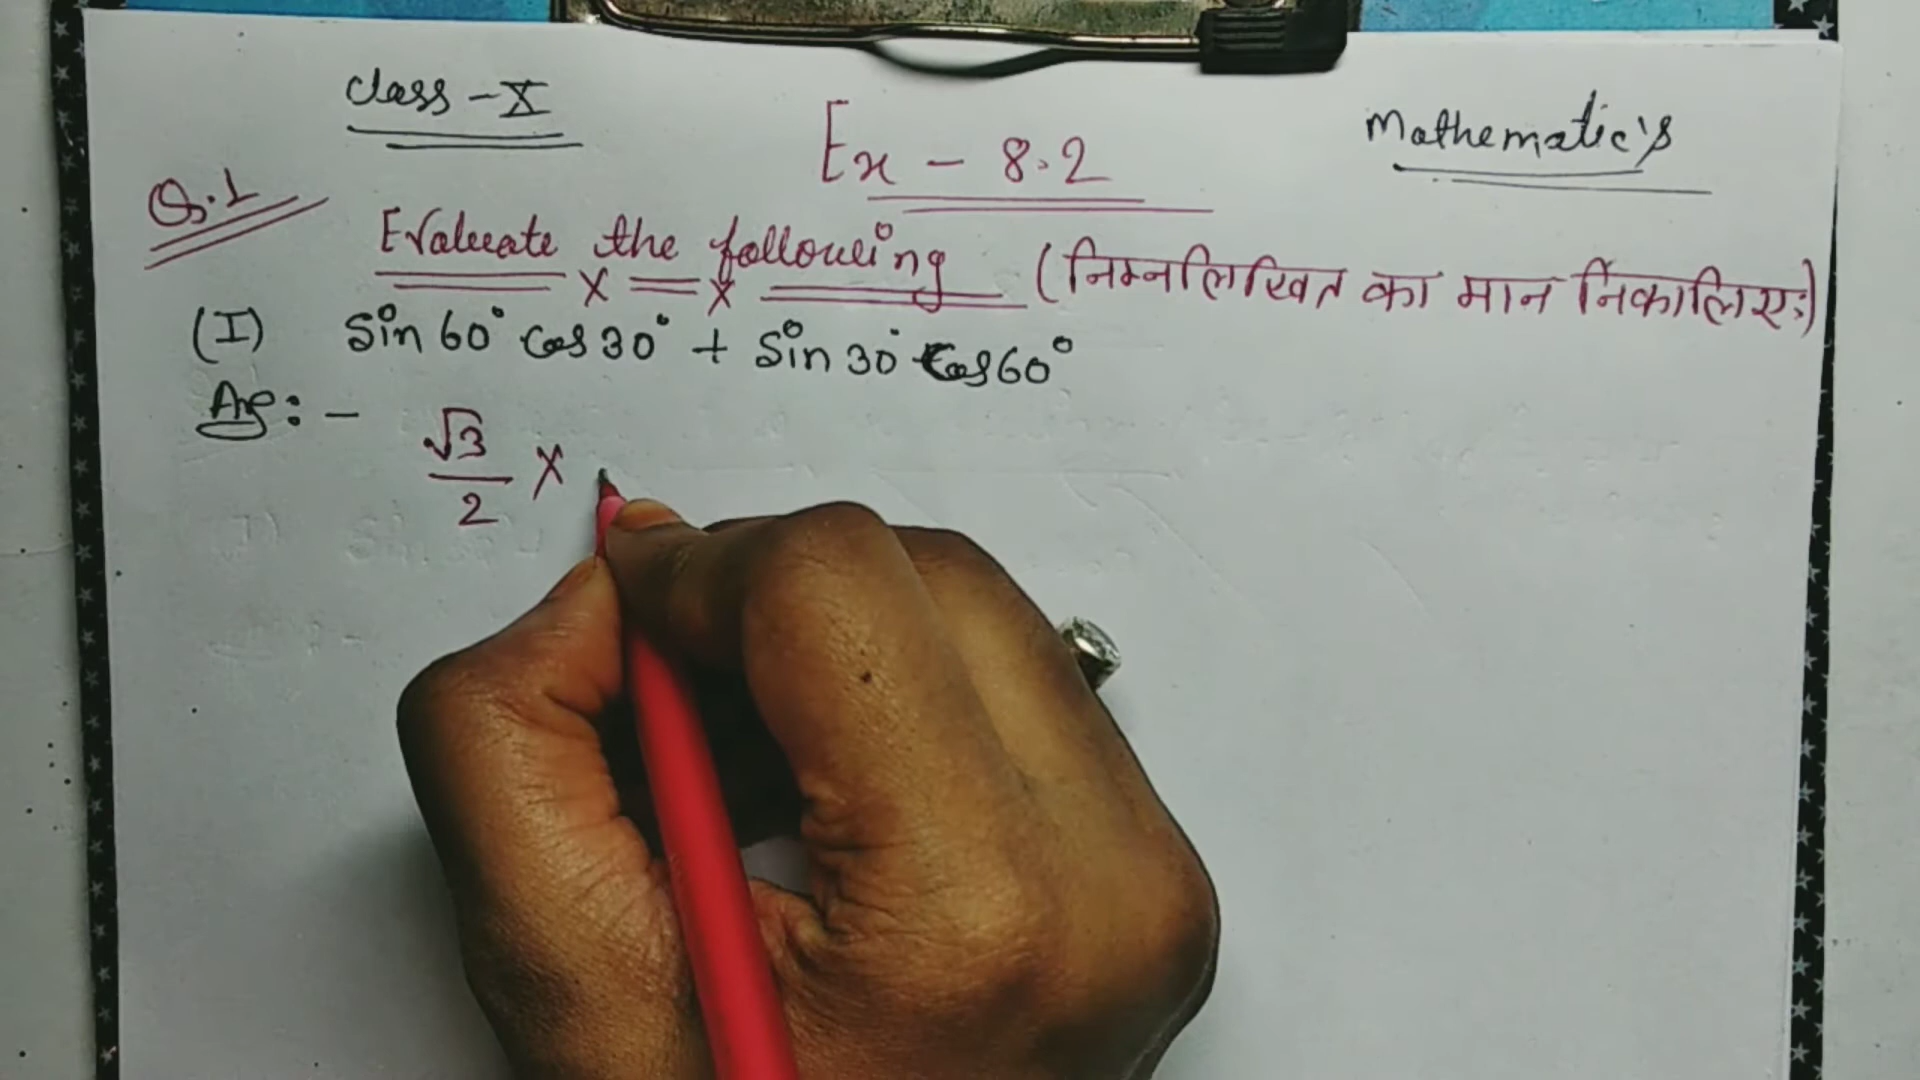 Class - X
Ex - 8.2
Mathematic's
Q.1
Evaluate the following (निम्नलिखित का मान निकालिए:)
(I) Sin 60° Cos 30° + Sin 30° Cos 60°
Ans: - √3/2 ×